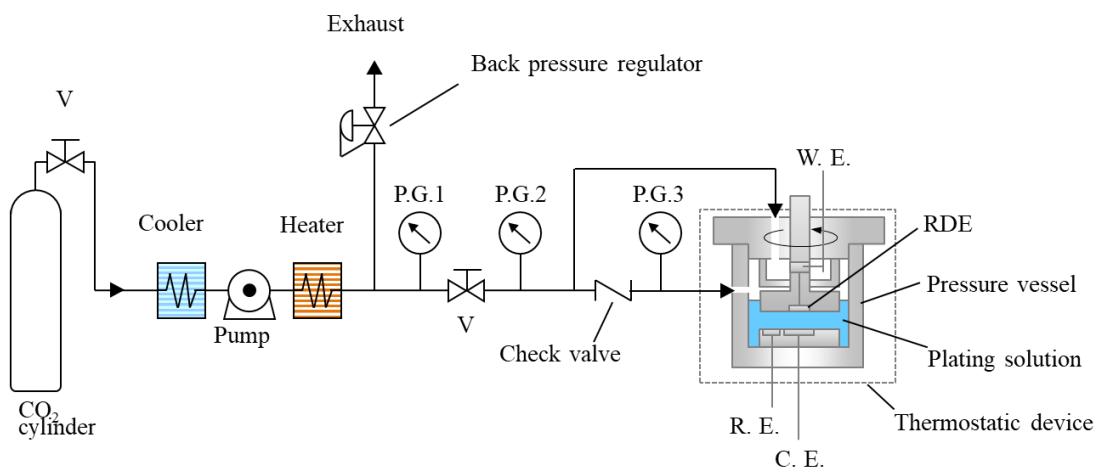 Exhaust
Back pressure regulator
V
W. E.
P.G.1
P.G.2
P.G.3
Cooler
Heater
RDE
Pressure vessel
Pump
V
Check valve
Plating solution
CO2
cylinder
R. E.
Thermostatic device
C. E.